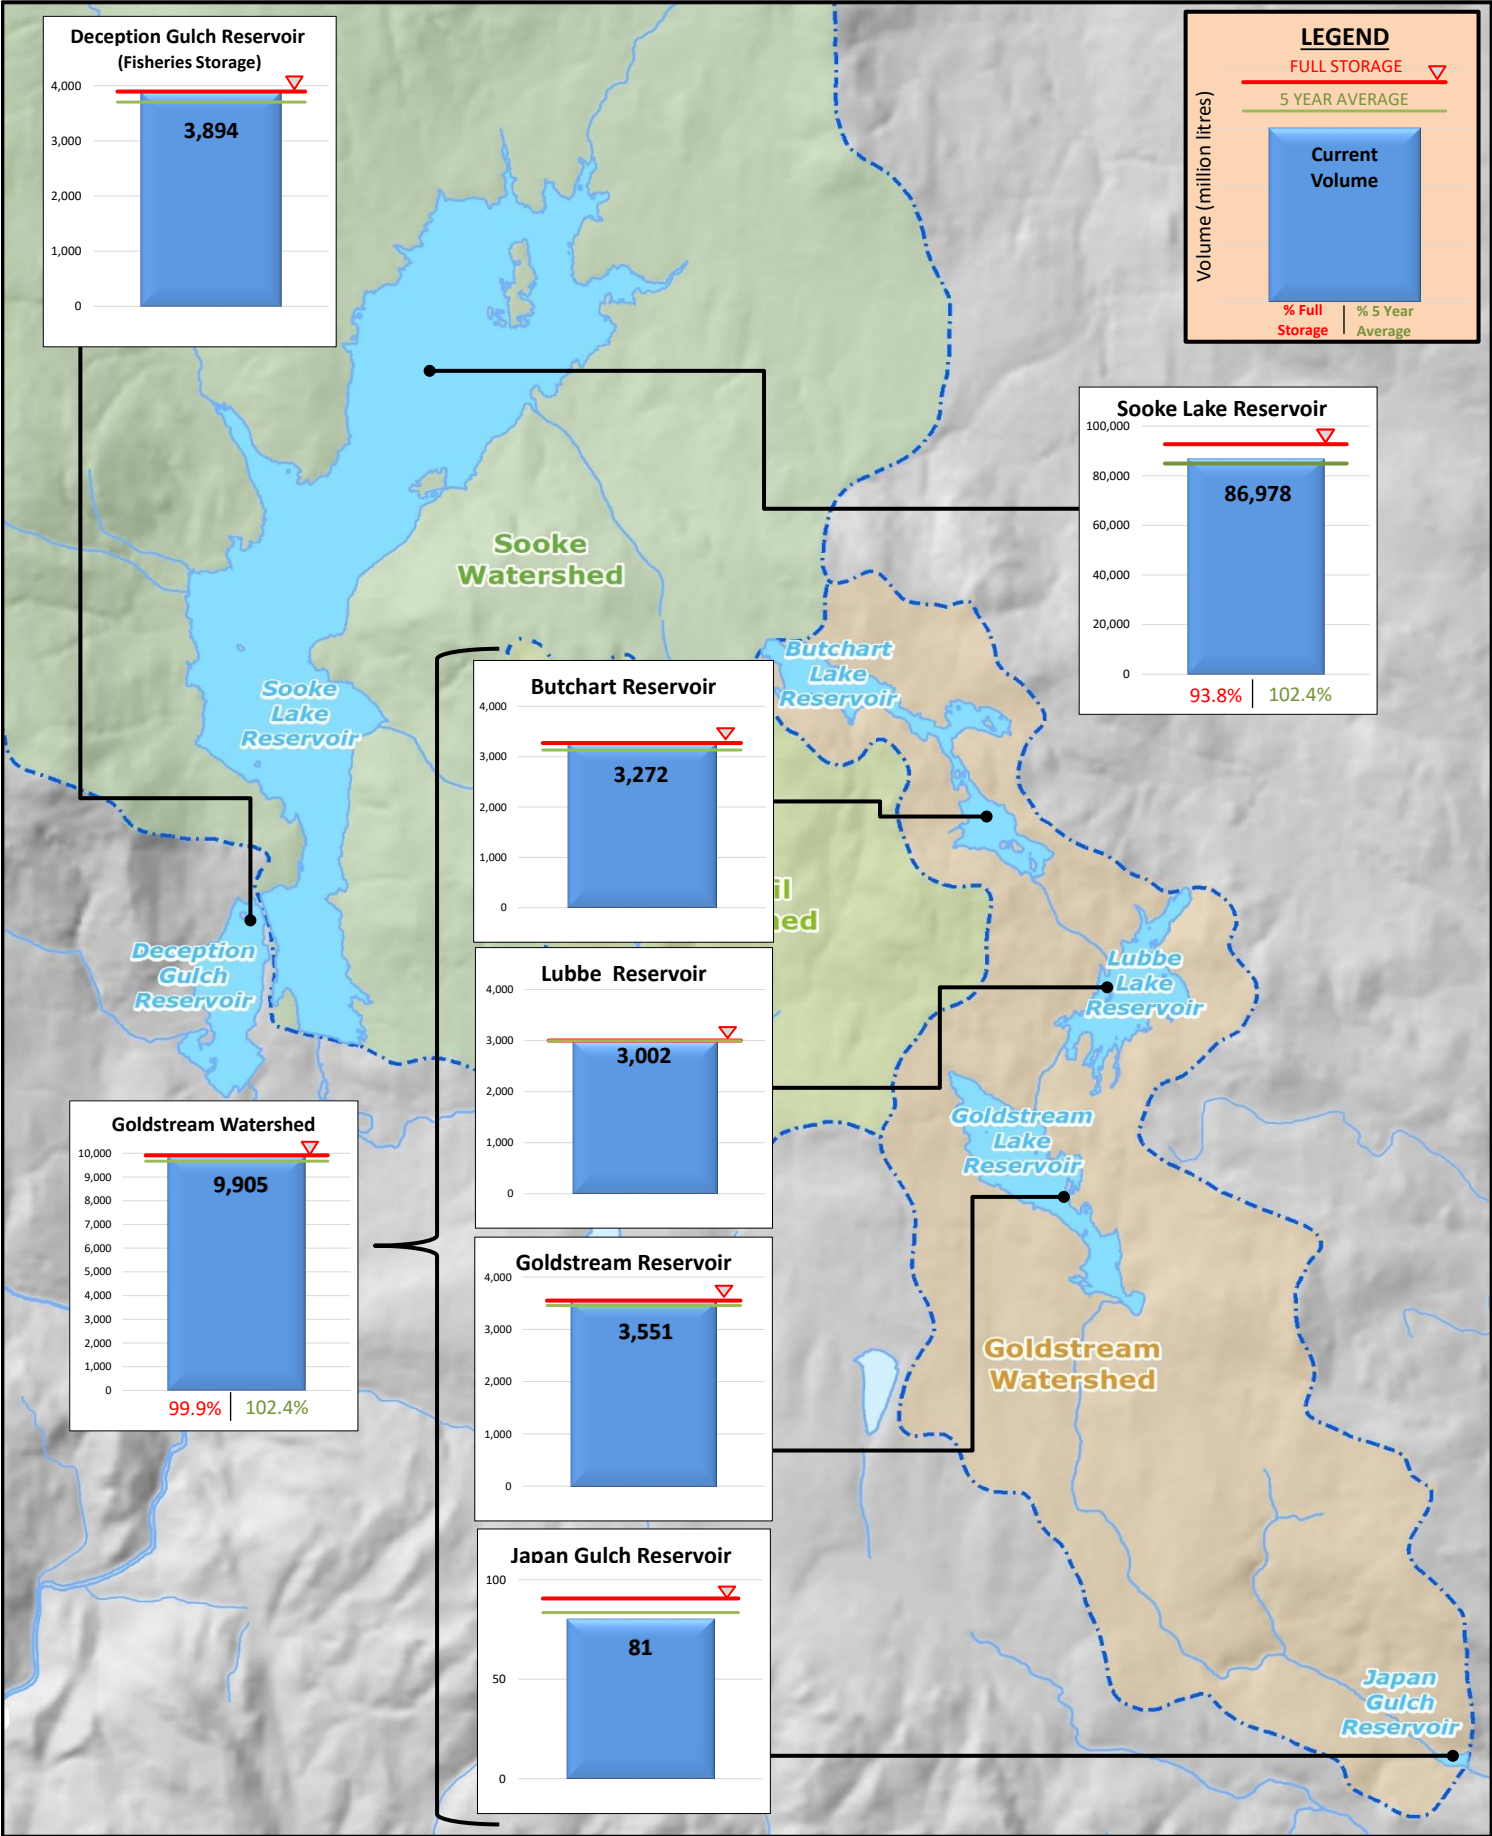 Deception Gulch Reservoir
(Fisheries Storage)
4,000
3,000
2,000
1,000
0
3,894
LEGEND
FULL STORAGE
5 YEAR AVERAGE
Volume (million litres)
Current
Volume
% Full
Storage
% 5 Year
Average
Sooke Lake Reservoir
100,000
80,000
60,000
40,000
20,000
0
86,978
93.8% 102.4%
Sooke
Watershed
Sooke
Lake
Reservoir
Butchart
Lake
Reservoir
Butchart Reservoir
4,000
3,000
2,000
1,000
0
3,272
il
ed
Deception
Gulch
Reservoir
Lubbe Reservoir
4,000
3,000
2,000
1,000
0
3,002
Lubbe
Lake
Reservoir
Goldstream
Lake
Reservoir
Goldstream Watershed
10,000
9,000
8,000
7,000
6,000
5,000
4,000
3,000
2,000
1,000
0
9,905
99.9% 102.4%
Goldstream Reservoir
4,000
3,000
2,000
1,000
0
3,551
Goldstream
Watershed
Japan Gulch Reservoir
100
50
0
81
Japan
Gulch
Reservoir